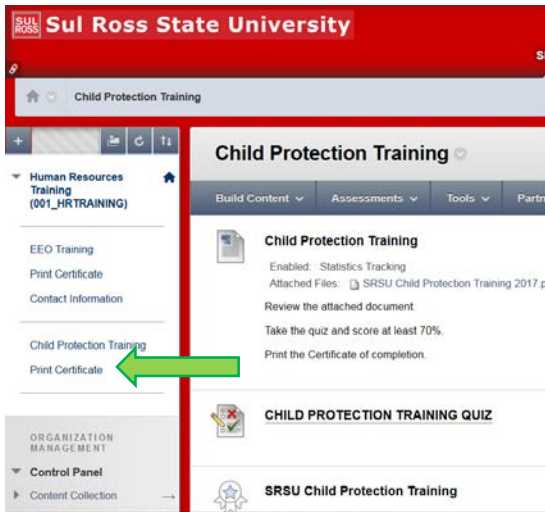 SUL ROSS Sul Ross State University
Child Protection Training
Human Resources
Training
(001_HRTRAINING)
EEO Training
Print Certificate
Contact Information
Child Protection Training
Print Certificate
ORGANIZATION
MANAGEMENT
Control Panel
Content Collection
Child Protection Training
Build Content Assessments Tools
Child Protection Training
Enabled: Statistics Tracking
Attached Files: SRSU Child Protection Training 2017.p
Review the attached document.
Take the quiz and score at least 70%.
Print the Certificate of completion.
CHILD PROTECTION TRAINING QUIZ
SRSU Child Protection Training